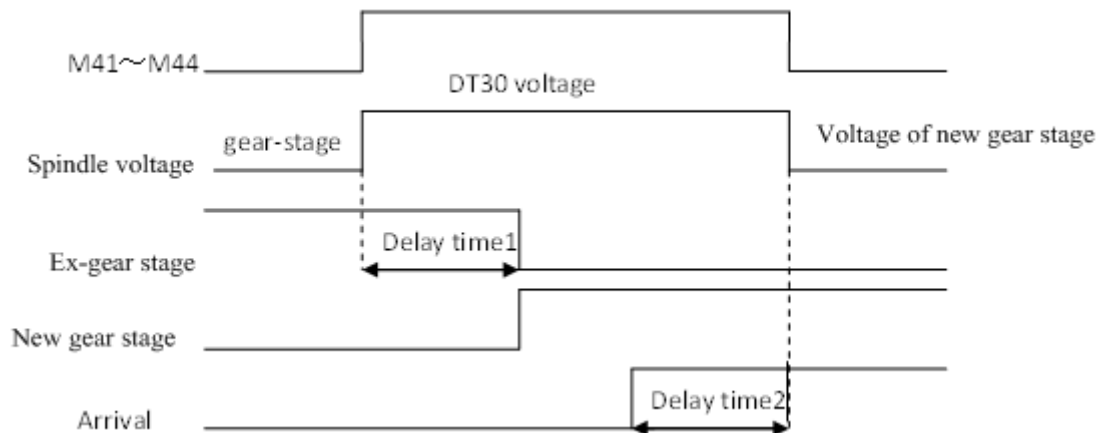 M41～M44
DT30 voltage
gear-stage
Voltage of new gear stage
Spindle voltage
Delay time1
Ex-gear stage
New gear stage
Delay time2
Arrival